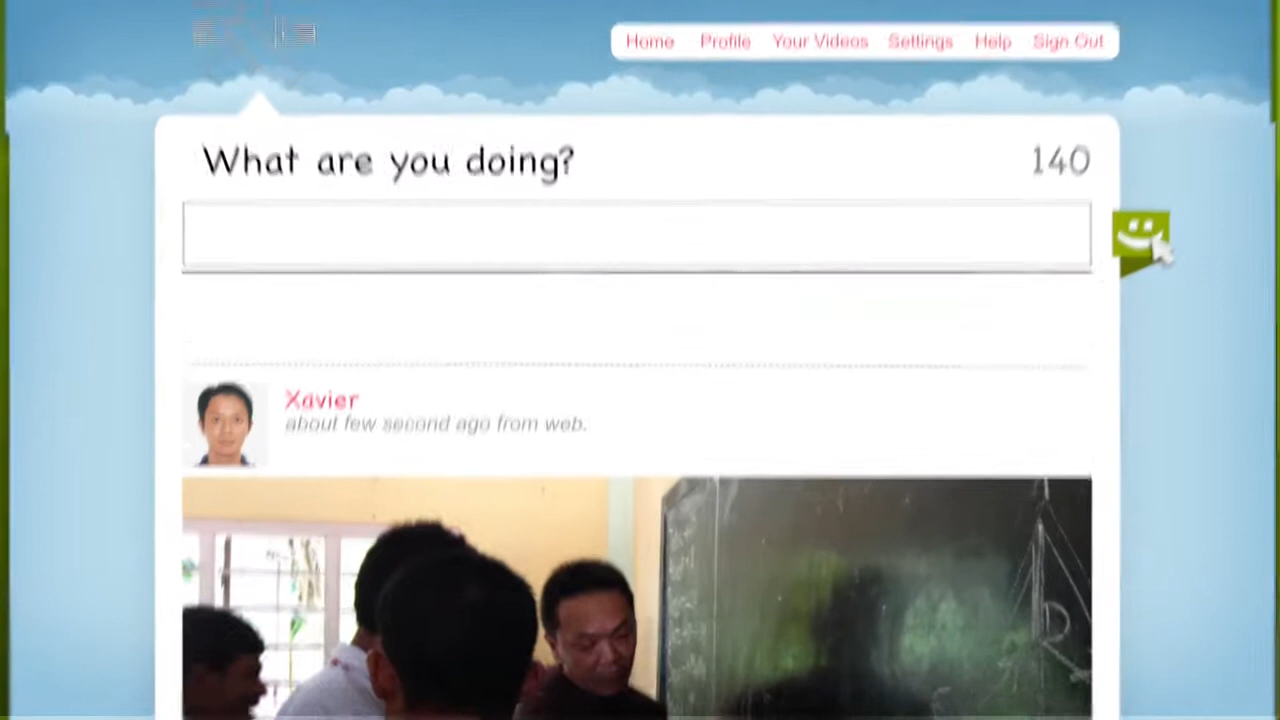 Home Profile Your Videos Settings Help Sign Out
What are you doing? 140
Xavier
about few second ago from web.
D